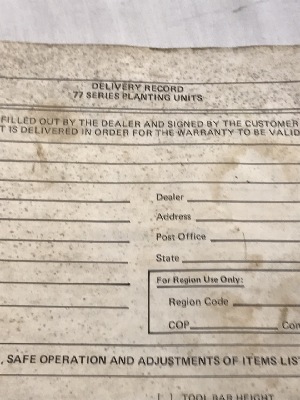 DELIVERY RECORD
77 SERIES PLANTING UNITS
FILLED OUT BY THE DEALER AND SIGNED BY THE CUSTOMER
T IS DELIVERED IN ORDER FOR THE WARRANTY TO BE VALID
Dealer
Address
Post Office
State
For Region Use Only:
Region Code
COP
Con
, SAFE OPERATION AND ADJUSTMENTS OF ITEMS LIS
[ ] TOOL BAR HEIGHT